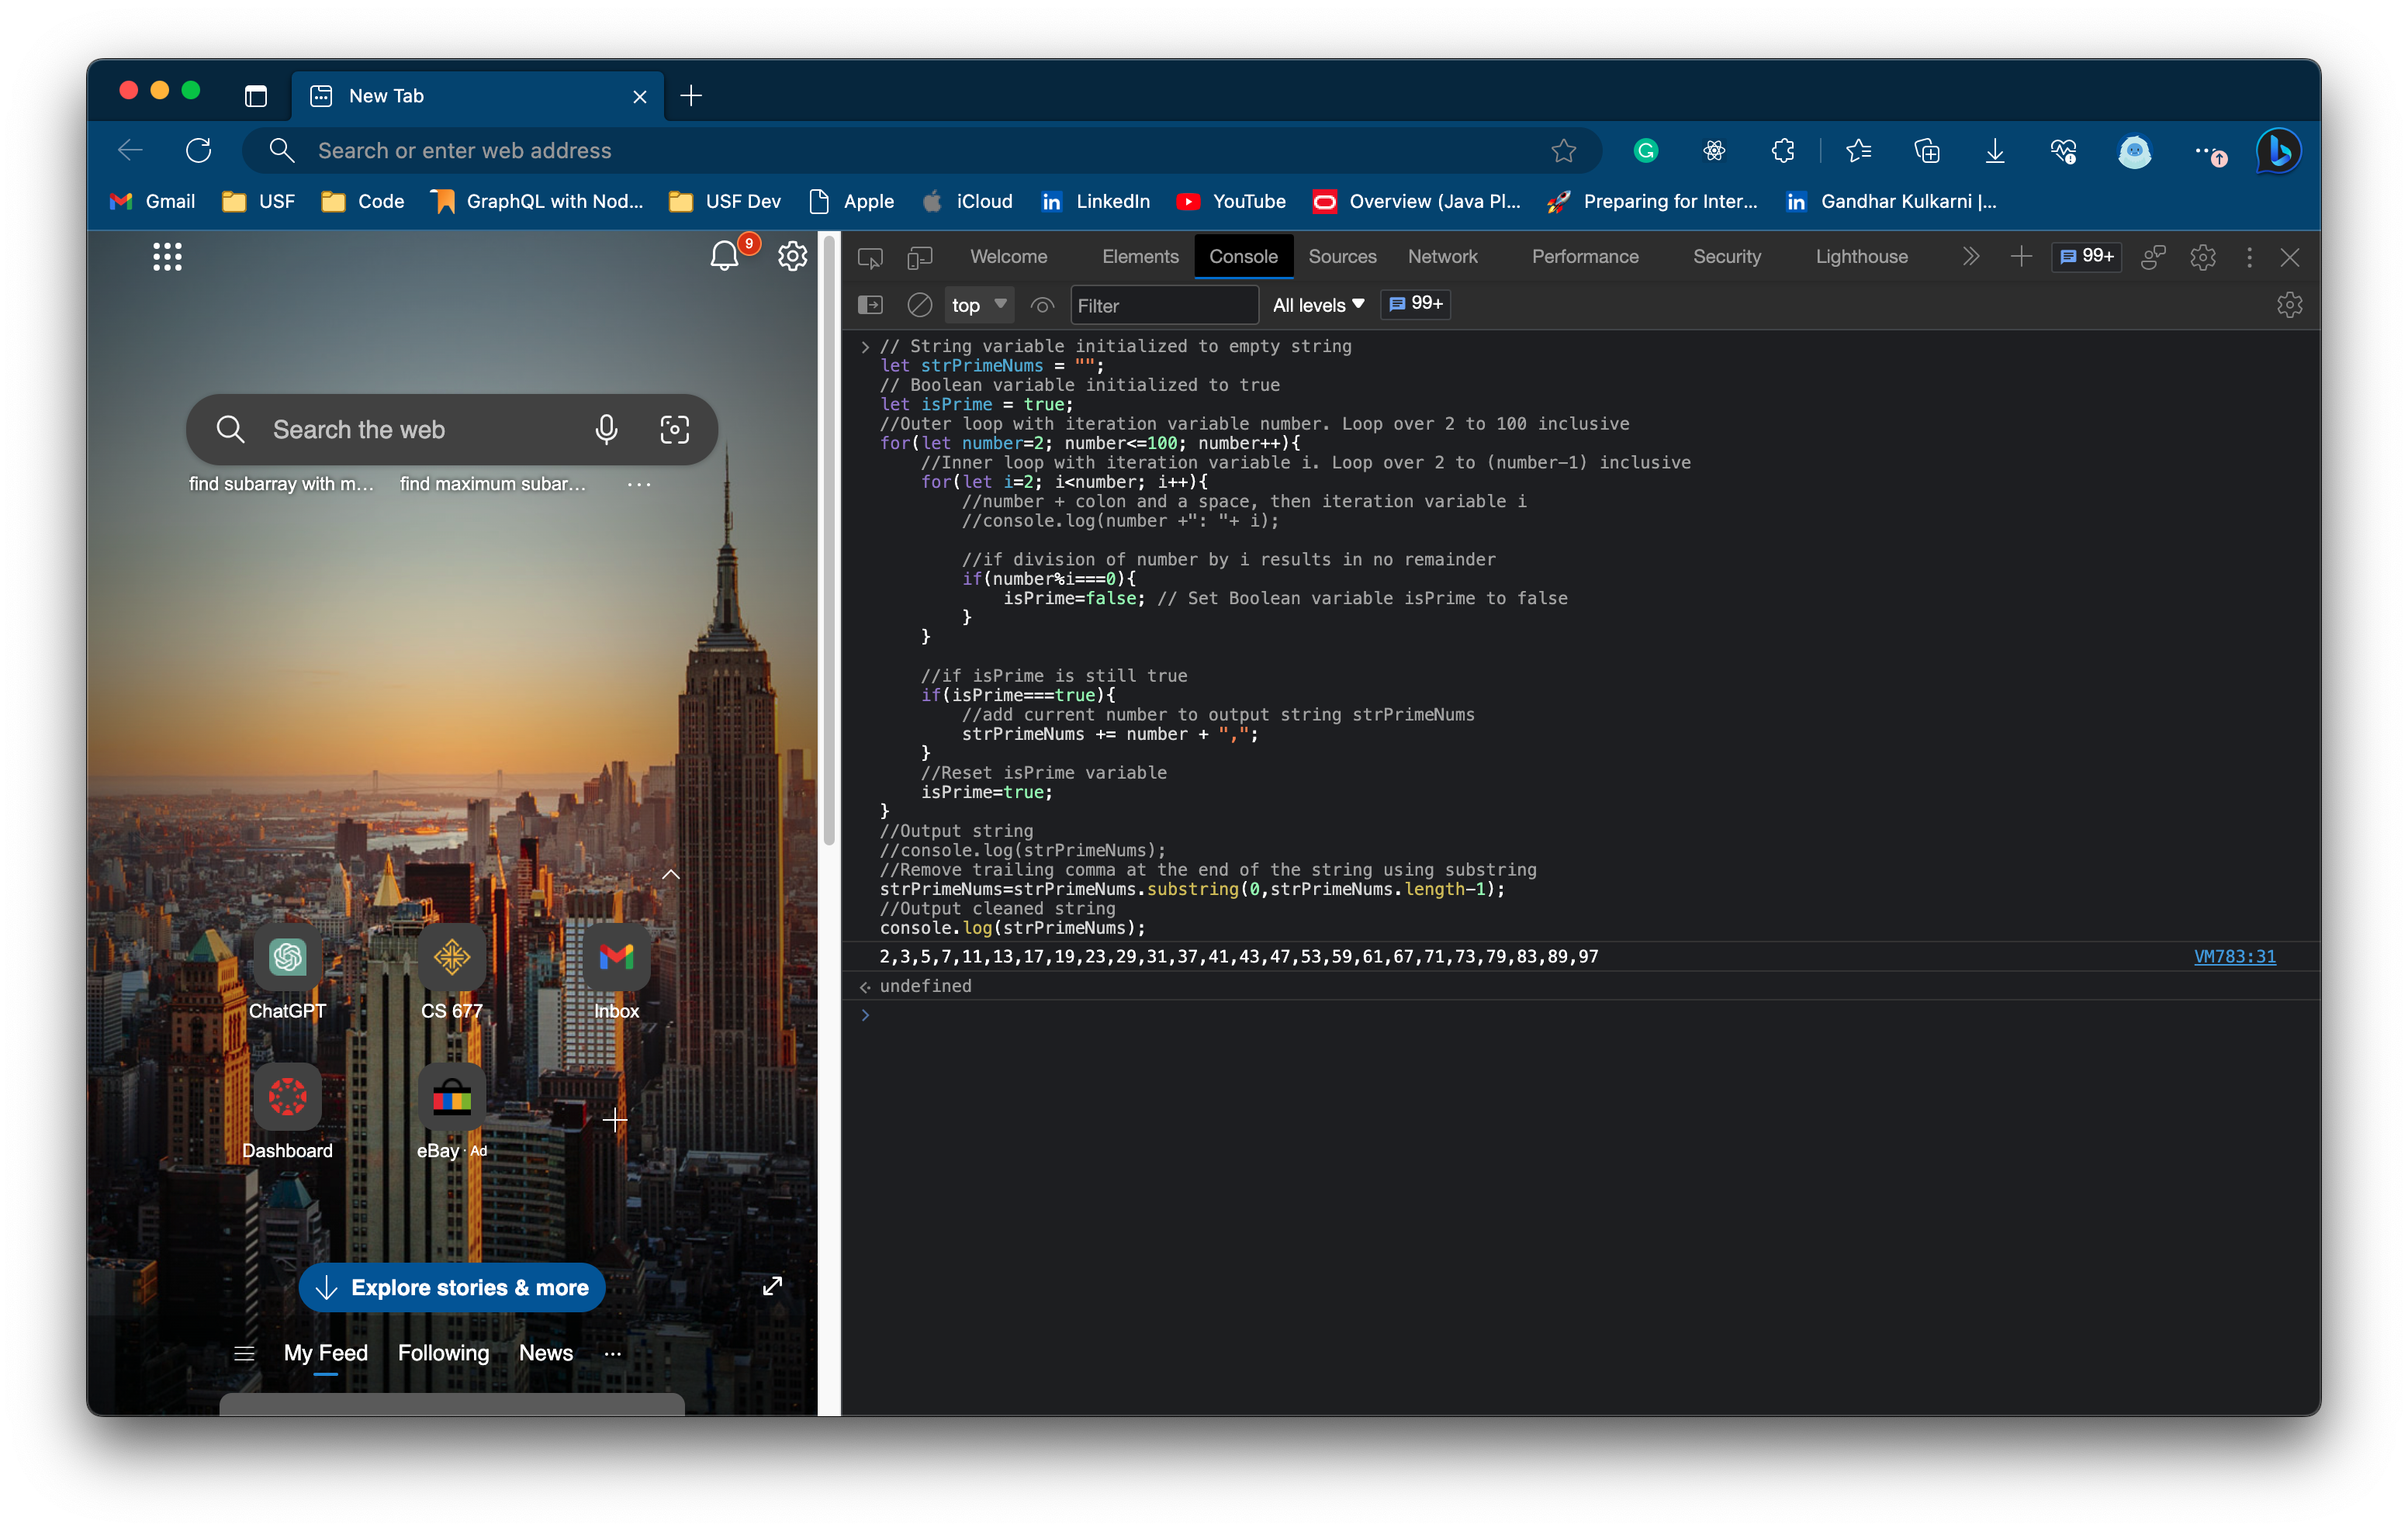 New Tab
Search or enter web address
Gmail USF Code GraphQL with Nod... USF Dev Apple iCloud LinkedIn YouTube Overview (Java Pl... Preparing for Inter... Gandhar Kulkarni |...
9
Search the web
find subarray with m... find maximum subar... ...
ChatGPT CS 677 Inbox
Dashboard eBay · Ad
Explore stories & more
My Feed Following News ...
Welcome Elements Console Sources Network Performance Security Lighthouse 99+
top Filter All levels 99+
// String variable initialized to empty string
let strPrimeNums = "";
// Boolean variable initialized to true
let isPrime = true;
//Outer loop with iteration variable number. Loop over 2 to 100 inclusive
for(let number=2; number<=100; number++){
//Inner loop with iteration variable i. Loop over 2 to (number-1) inclusive
for(let i=2; i<number; i++){
//number + colon and a space, then iteration variable i
//console.log(number +": "+ i);
//if division of number by i results in no remainder
if(number%i===0){
isPrime=false; // Set Boolean variable isPrime to false
}
}
//if isPrime is still true
if(isPrime===true){
//add current number to output string strPrimeNums
strPrimeNums += number + ",";
}
//Reset isPrime variable
isPrime=true;
}
//Output string
//console.log(strPrimeNums);
//Remove trailing comma at the end of the string using substring
strPrimeNums=strPrimeNums.substring(0,strPrimeNums.length-1);
//Output cleaned string
console.log(strPrimeNums);
2,3,5,7,11,13,17,19,23,29,31,37,41,43,47,53,59,61,67,71,73,79,83,89,97 VM783:31
undefined